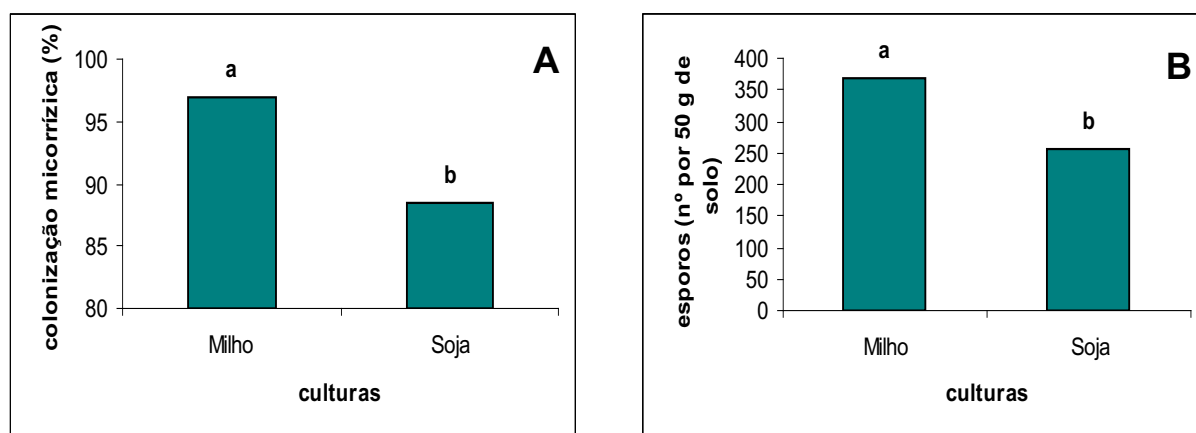 A
colonização micorrízica (%)
100
95
90
85
80
a
b
Milho
Soja
culturas
B
esporos (nº por 50 g de
solo)
400
350
300
250
200
150
100
50
0
a
b
Milho
Soja
culturas